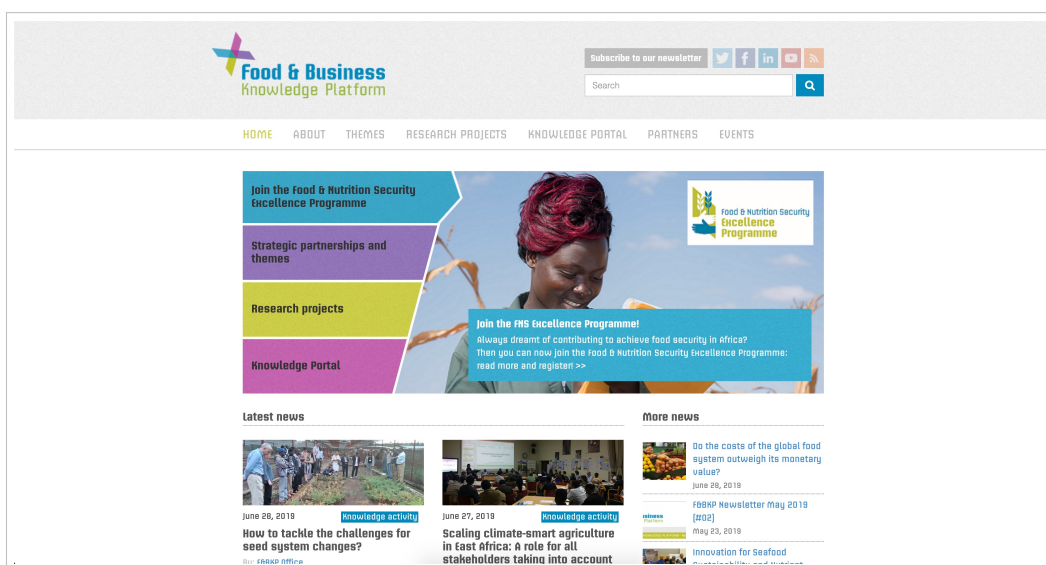 Food & Business
Knowledge Platform
Subscribe to our newsletter
Search
HOME ABOUT THEMES RESEARCH PROJECTS KNOWLEDGE PORTAL PARTNERS EVENTS
Join the Food & Nutrition Security
Excellence Programme
Strategic partnerships and
themes
Research projects
Knowledge Portal
Food & Nutrition Security
Excellence
Programme
Join the FNS Excellence Programme!
Always dreamt of contributing to achieve food security in Africa?
Then you can now join the Food & Nutrition Security Excellence Programme:
read more and register! >>
Latest news
June 28, 2019
Knowledge activity
How to tackle the challenges for
seed system changes?
By: F&BKP Office
June 27, 2019
Knowledge activity
Scaling climate-smart agriculture
in East Africa: A role for all
stakeholders taking into account
More news
Do the costs of the global food
system outweigh its monetary
value?
June 28, 2019
F&BKP Newsletter May 2019
[#02]
May 23, 2019
Innovation for Seafood
Sustainability and Nutrient